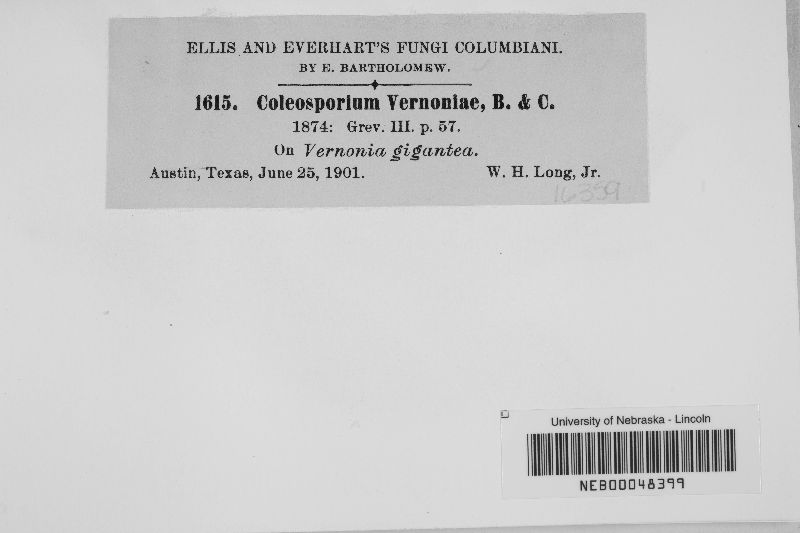 ELLIS AND EVERHART'S FUNGI COLUMBIANI.
BY E. BARTHOLOMEW.
1615. Coleosporium Vernoniae, B. & C.
1874: Grev. III. p. 57.
On Vernonia gigantea.
Austin, Texas, June 25, 1901. W. H. Long, Jr.
16359
University of Nebraska - Lincoln
NEB00048399